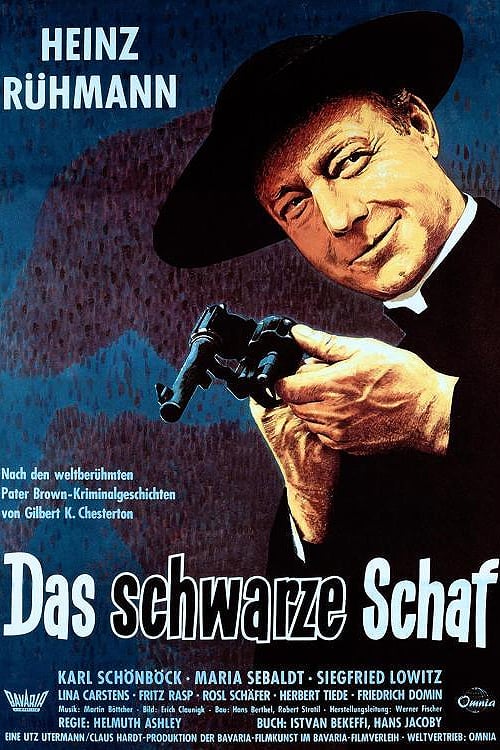 HEINZ
RÜHMANN
Nach den weltberühmten
Pater Brown-Kriminalgeschichten
von Gilbert K. Chesterton
Das schwarze Schaf
KARL SCHÖNBÖCK · MARIA SEBALDT · SIEGFRIED LOWITZ
LINA CARSTENS · FRITZ RASP · ROSL SCHÄFER · HERBERT TIEDE · FRIEDRICH DOMIN
BAVARIA
Musik: Martin Böttcher · Bild: Erich Claunigk · Bau: Hans Berthel, Robert Stratil · Herstellungsleitung: Werner Fischer
Omnia
REGIE: HELMUTH ASHLEY BUCH: ISTVAN BEKEFFI, HANS JACOBY
EINE UTZ UTERMANN/CLAUS HARDT-PRODUKTION DER BAVARIA-FILMKUNST IM BAVARIA-FILMVERLEIH · WELTVERTRIEB: OMNIA